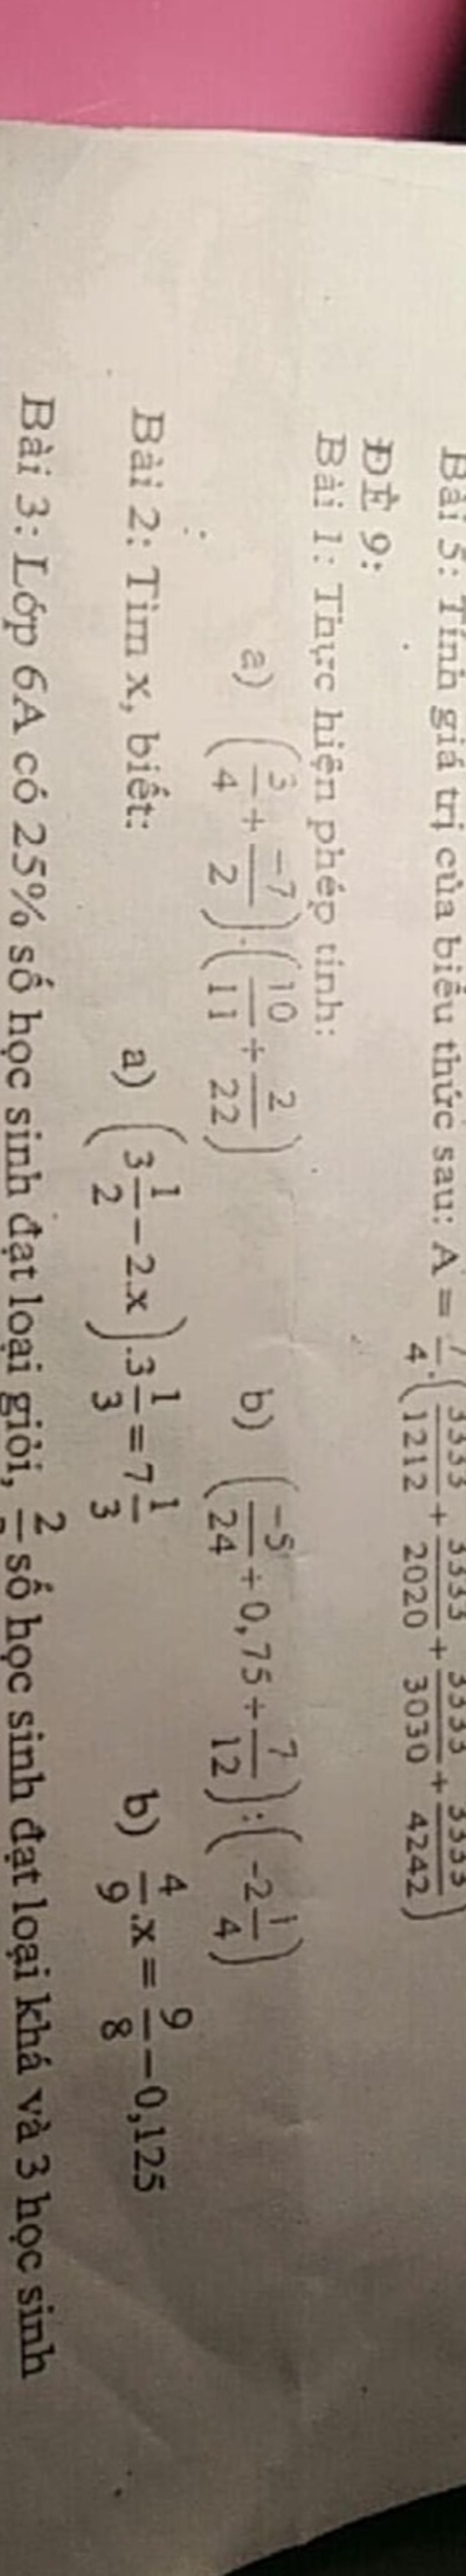 Bài 5: Tính giá trị của biểu thức sau: A = 7/4 . (3333/1212 + 3333/2020 + 3333/3030 + 3333/4242)
ĐỀ 9:
Bài 1: Thực hiện phép tính:
a) (3/4 + -7/2) . (10/11 + 2/22) b) (-5/24 + 0,75 + 7/12) : (-2 1/4)
Bài 2: Tìm x, biết: a) (3 1/2 - 2.x) . 3 1/3 = 7 1/3 b) 4/9 .x = 9/8 - 0,125
Bài 3: Lớp 6A có 25% số học sinh đạt loại giỏi, số học sinh đạt loại khá và 3 học sinh